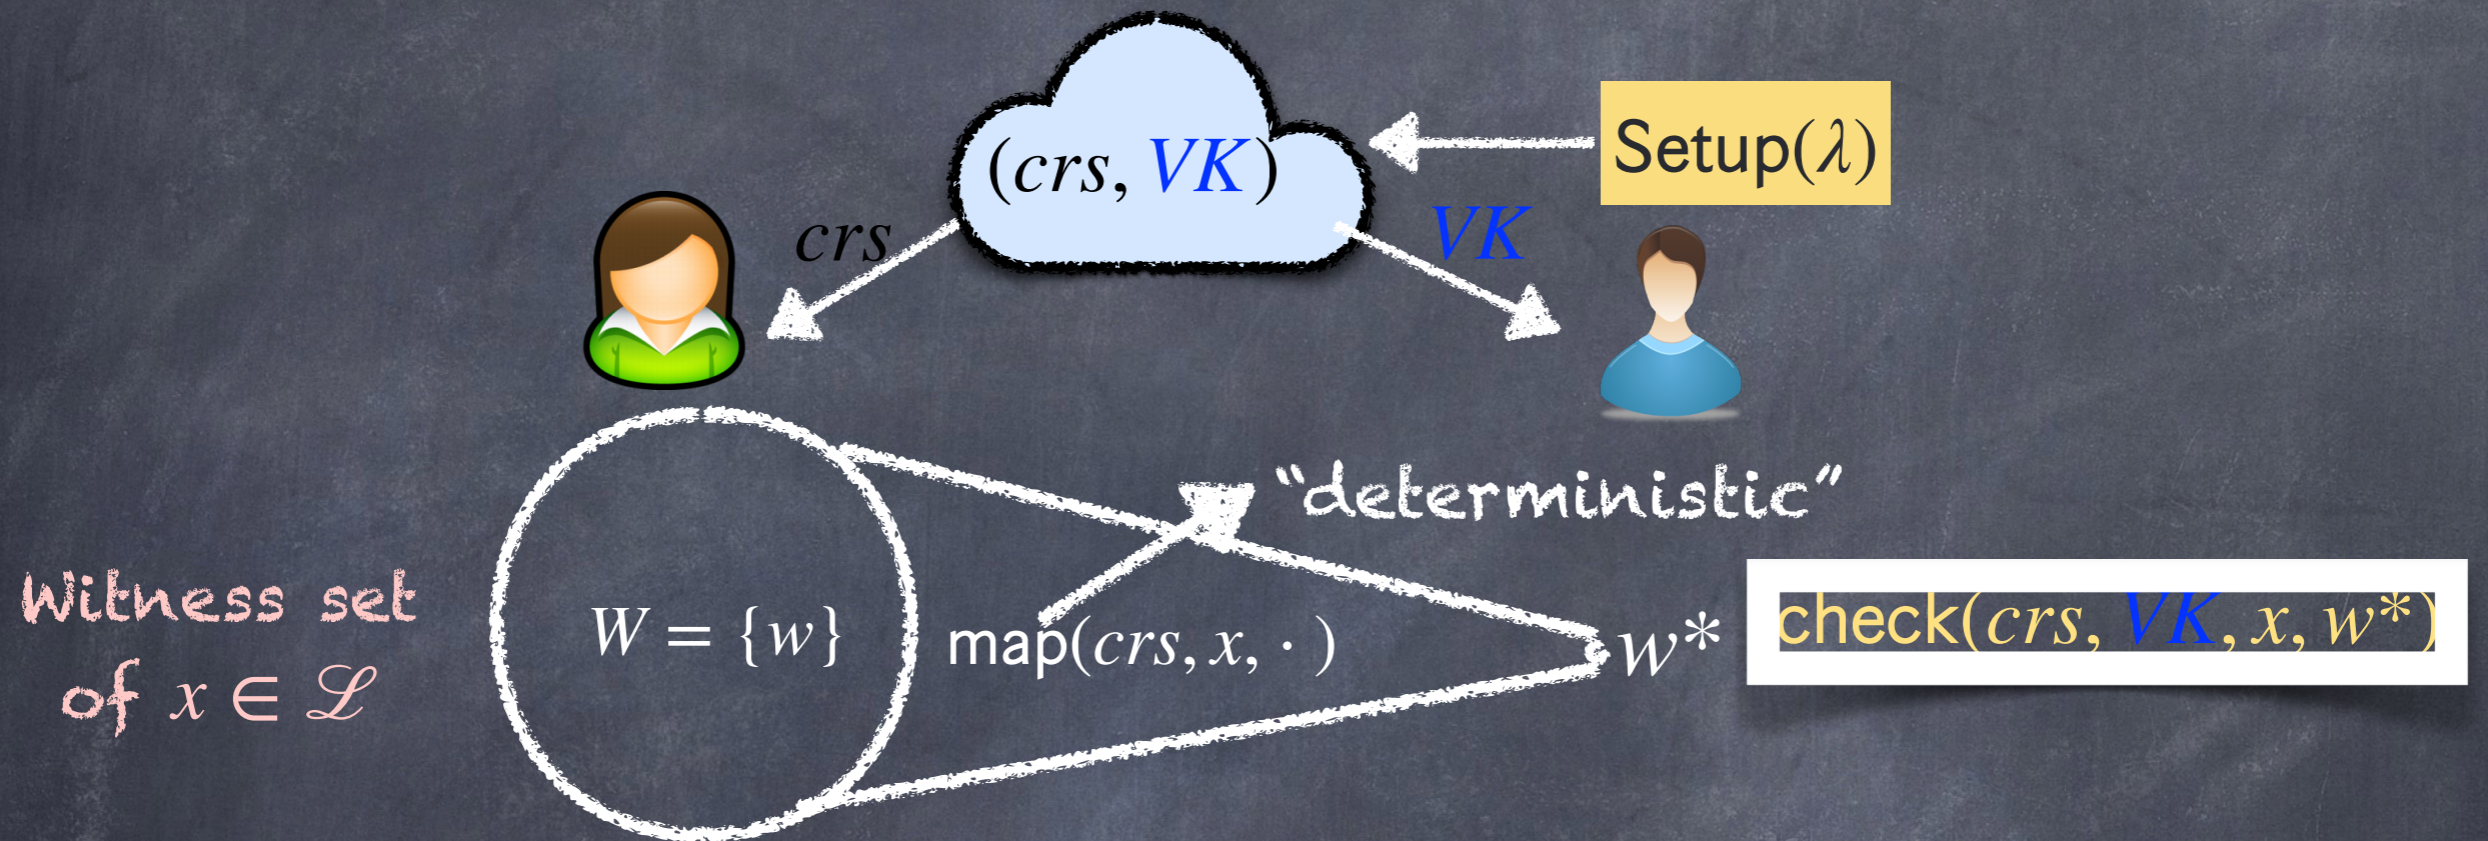 (crs, VK)
Setup(λ)
crs
VK
“deterministic”
Witness set
of x ∈ ℒ
W = {w}
map(crs, x, · )
w*
check(crs, VK, x, w*)